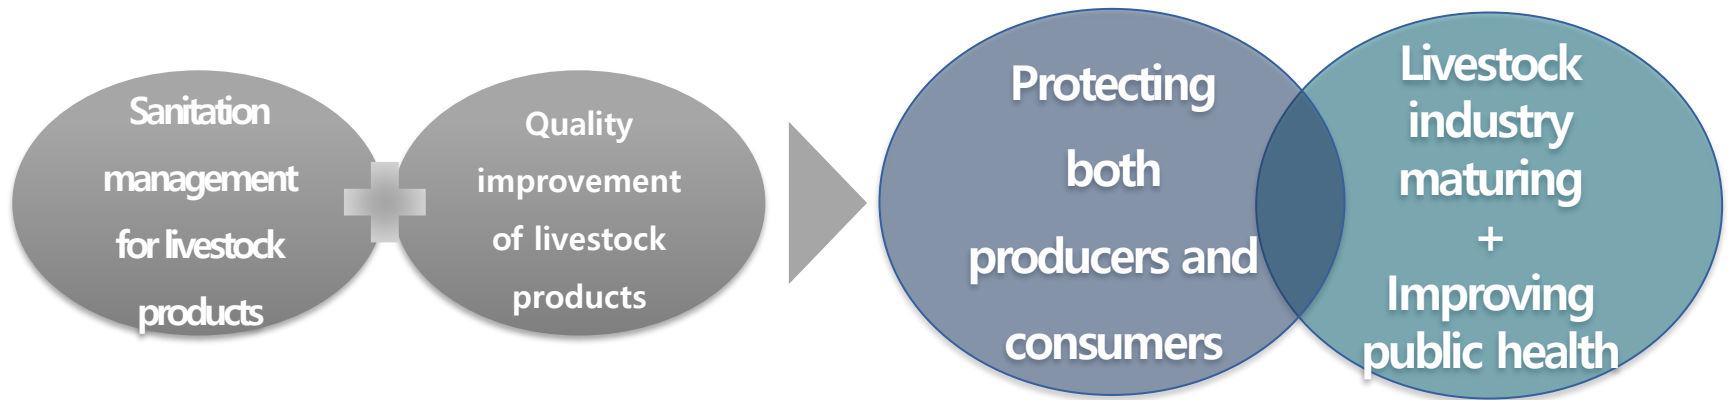 Sanitation
management
for livestock
products
Quality
improvement
of livestock
products
Protecting
both
producers and
consumers
Livestock
industry
maturing
+
Improving
public health